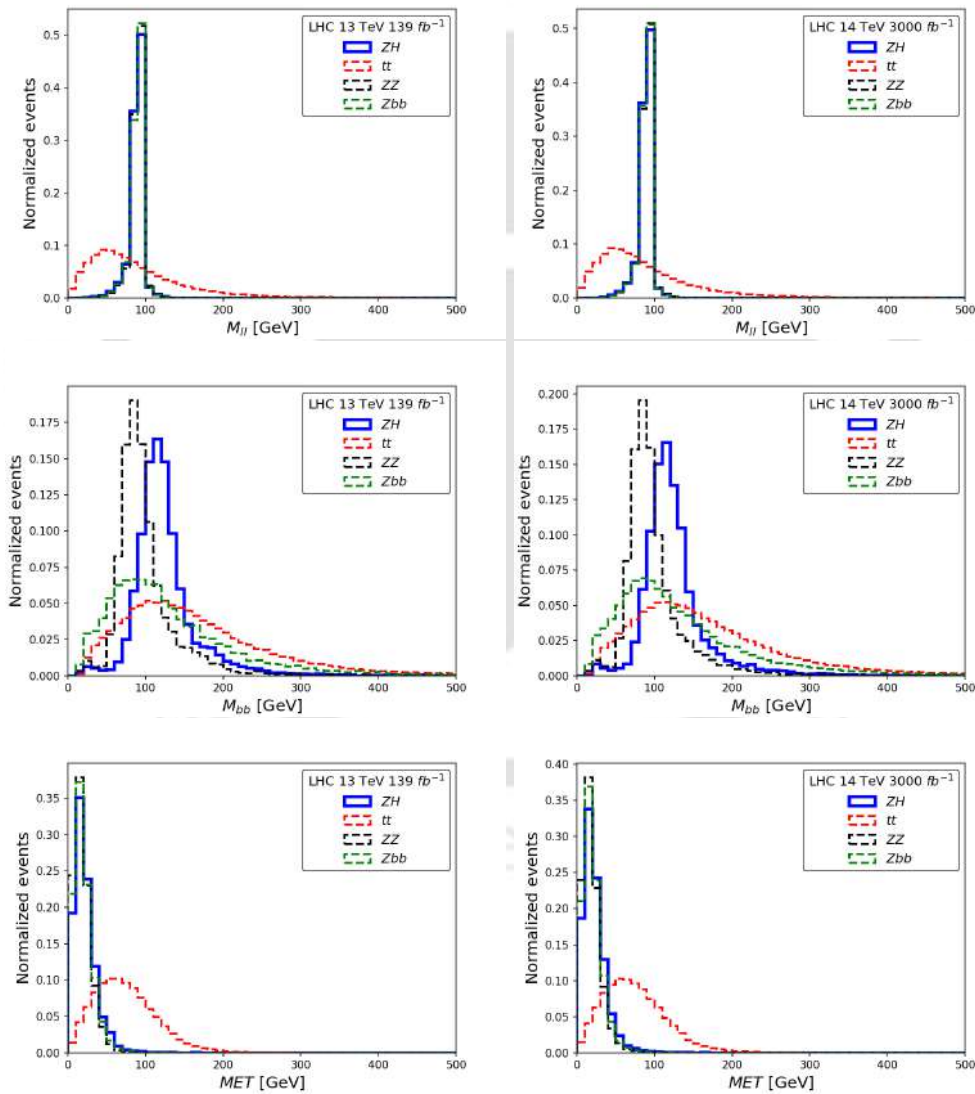 LHC 13 TeV 139 fb⁻¹
ZH
tt
ZZ
Zbb
Normalized events
0.5
0.4
0.3
0.2
0.1
0.0
0 100 200 300 400 500
M_ll [GeV]
LHC 14 TeV 3000 fb⁻¹
ZH
tt
ZZ
Zbb
Normalized events
0.5
0.4
0.3
0.2
0.1
0.0
0 100 200 300 400 500
M_ll [GeV]
LHC 13 TeV 139 fb⁻¹
ZH
tt
ZZ
Zbb
Normalized events
0.175
0.150
0.125
0.100
0.075
0.050
0.025
0.000
0 100 200 300 400 500
M_bb [GeV]
LHC 14 TeV 3000 fb⁻¹
ZH
tt
ZZ
Zbb
Normalized events
0.200
0.175
0.150
0.125
0.100
0.075
0.050
0.025
0.000
0 100 200 300 400 500
M_bb [GeV]
LHC 13 TeV 139 fb⁻¹
ZH
tt
ZZ
Zbb
Normalized events
0.35
0.30
0.25
0.20
0.15
0.10
0.05
0.00
0 100 200 300 400 500
MET [GeV]
LHC 14 TeV 3000 fb⁻¹
ZH
tt
ZZ
Zbb
Normalized events
0.40
0.35
0.30
0.25
0.20
0.15
0.10
0.05
0.00
0 100 200 300 400 500
MET [GeV]